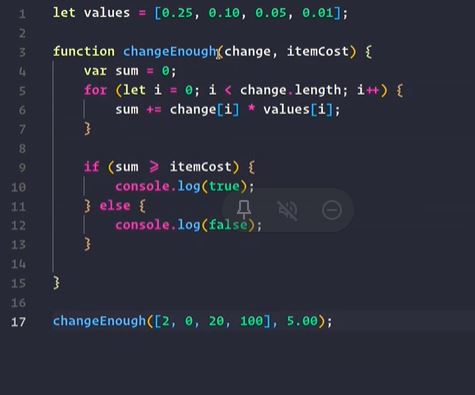 1 let values = [0.25, 0.10, 0.05, 0.01];
2
3 function changeEnough(change, itemCost) {
4 var sum = 0;
5 for (let i = 0; i < change.length; i++) {
6 sum += change[i] * values[i];
7 }
8
9 if (sum >= itemCost) {
10 console.log(true);
11 } else {
12 console.log(false);
13 }
14
15 }
16
17 changeEnough([2, 0, 20, 100], 5.00);